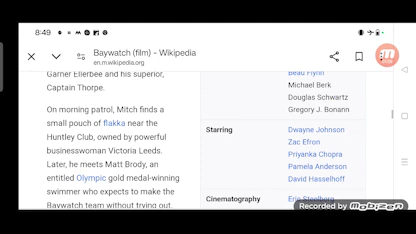 8:49
Baywatch (film) - Wikipedia
en.m.wikipedia.org
Garner Ellerbee and his superior,
Captain Thorpe.
On morning patrol, Mitch finds a
small pouch of flakka near the
Huntley Club, owned by powerful
businesswoman Victoria Leeds.
Later, he meets Matt Brody, an
entitled Olympic gold medal-winning
swimmer who expects to make the
Baywatch team without trying out.
Beau Flynn
Michael Berk
Douglas Schwartz
Gregory J. Bonann
Starring
Dwayne Johnson
Zac Efron
Priyanka Chopra
Pamela Anderson
David Hasselhoff
Cinematography
Eric Steelberg
Recorded by MOBIZEN